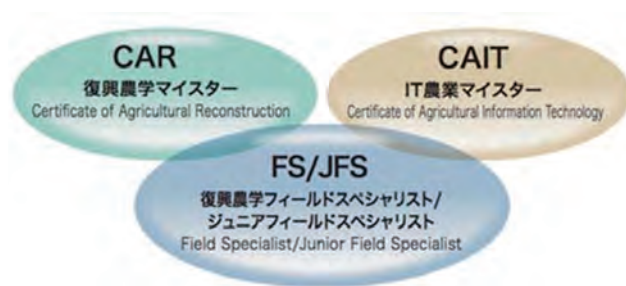 CAR
復興農学マイスター
Certificate of Agricultural Reconstruction
CAIT
IT農業マイスター
Certificate of Agricultural Information Technology
FS/JFS
復興農学フィールドスペシャリスト/
ジュニアフィールドスペシャリスト
Field Specialist/Junior Field Specialist